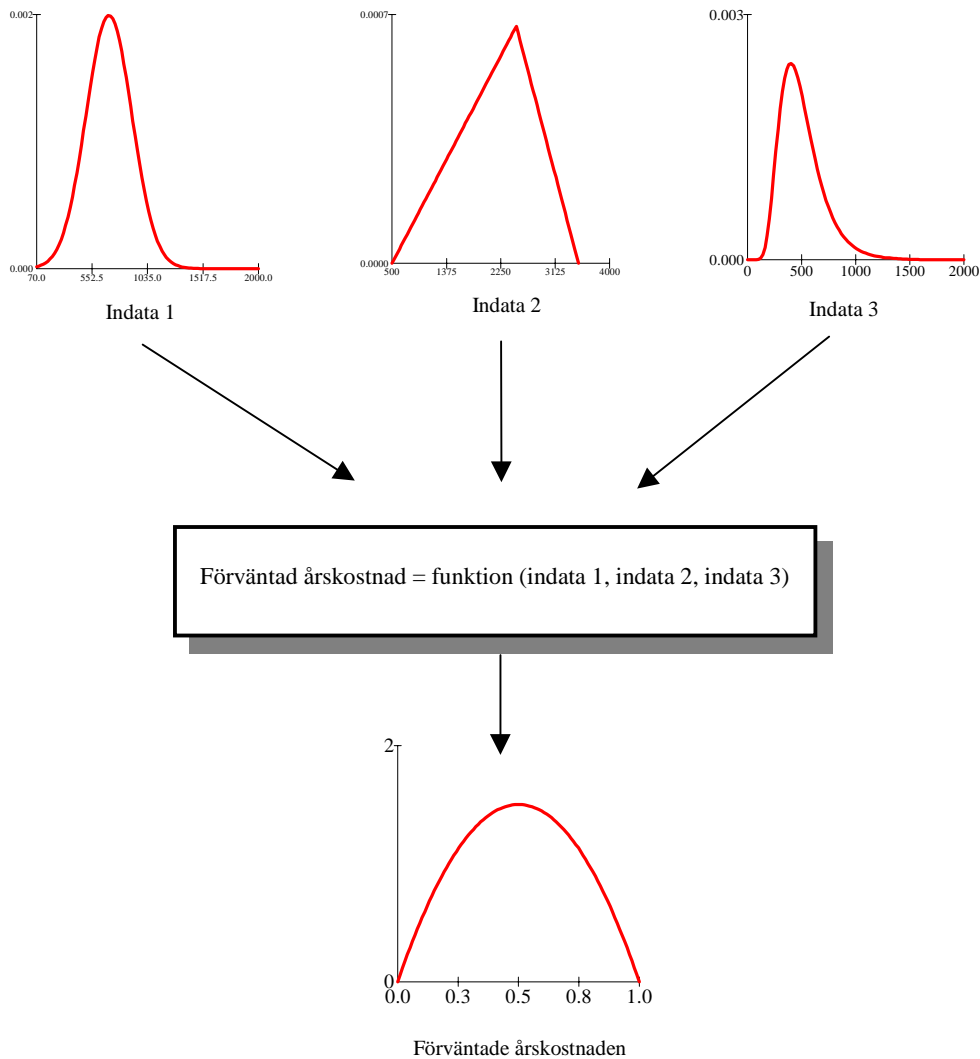 0.002
0.000
70.0 552.5 1035.0 1517.5 2000.0
Indata 1
0.0007
0.0000
500 1375 2250 3125 4000
Indata 2
0.003
0.000
0 500 1000 1500 2000
Indata 3
Förväntad årskostnad = funktion (indata 1, indata 2, indata 3)
2
0
0.0 0.3 0.5 0.8 1.0
Förväntade årskostnaden